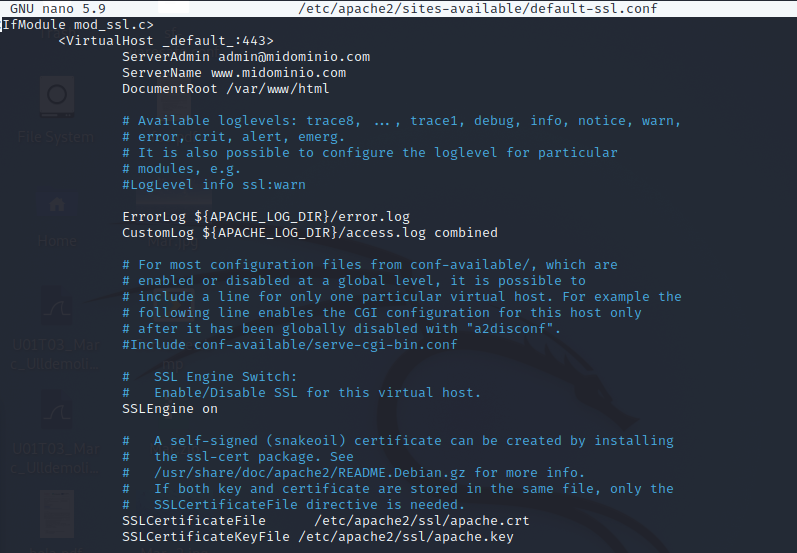 GNU nano 5.9 /etc/apache2/sites-available/default-ssl.conf
IfModule mod_ssl.c>
<VirtualHost _default_:443>
ServerAdmin admin@midominio.com
ServerName www.midominio.com
DocumentRoot /var/www/html
# Available loglevels: trace8, ..., trace1, debug, info, notice, warn,
# error, crit, alert, emerg.
# It is also possible to configure the loglevel for particular
# modules, e.g.
#LogLevel info ssl:warn
ErrorLog ${APACHE_LOG_DIR}/error.log
CustomLog ${APACHE_LOG_DIR}/access.log combined
# For most configuration files from conf-available/, which are
# enabled or disabled at a global level, it is possible to
# include a line for only one particular virtual host. For example the
# following line enables the CGI configuration for this host only
# after it has been globally disabled with "a2disconf".
#Include conf-available/serve-cgi-bin.conf
#   SSL Engine Switch:
#   Enable/Disable SSL for this virtual host.
SSLEngine on
#   A self-signed (snakeoil) certificate can be created by installing
#   the ssl-cert package. See
#   /usr/share/doc/apache2/README.Debian.gz for more info.
#   If both key and certificate are stored in the same file, only the
#   SSLCertificateFile directive is needed.
SSLCertificateFile      /etc/apache2/ssl/apache.crt
SSLCertificateKeyFile /etc/apache2/ssl/apache.key
File System
Home